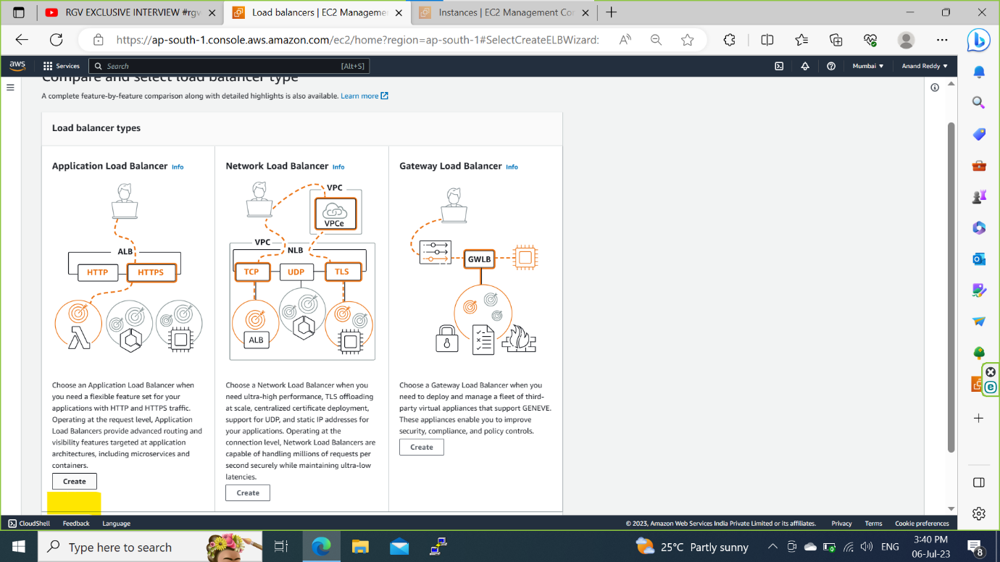 RGV EXCLUSIVE INTERVIEW #rgv
Load balancers | EC2 Manageme
Instances | EC2 Management Con
https://ap-south-1.console.aws.amazon.com/ec2/home?region=ap-south-1#SelectCreateELBWizard:
aws
Services
Search
[Alt+S]
Mumbai
Anand Reddy
Compare and select load balancer type
A complete feature-by-feature comparison along with detailed highlights is also available. Learn more
Load balancer types
Application Load Balancer Info
ALB
HTTP
HTTPS
Choose an Application Load Balancer when
you need a flexible feature set for your
applications with HTTP and HTTPS traffic.
Operating at the request level, Application
Load Balancers provide advanced routing and
visibility features targeted at application
architectures, including microservices and
containers.
Create
Network Load Balancer Info
VPC
VPCe
VPC
NLB
TCP
UDP
TLS
ALB
Choose a Network Load Balancer when you
need ultra-high performance, TLS offloading
at scale, centralized certificate deployment,
support for UDP, and static IP addresses for
your applications. Operating at the
connection level, Network Load Balancers are
capable of handling millions of requests per
second securely while maintaining ultra-low
latencies.
Create
Gateway Load Balancer Info
GWLB
Choose a Gateway Load Balancer when you
need to deploy and manage a fleet of third-
party virtual appliances that support GENEVE.
These appliances enable you to improve
security, compliance, and policy controls.
Create
CloudShell
Feedback
Language
© 2023, Amazon Web Services India Private Limited or its affiliates.
Privacy
Terms
Cookie preferences
Type here to search
25°C Partly sunny
ENG
3:40 PM
06-Jul-23
8